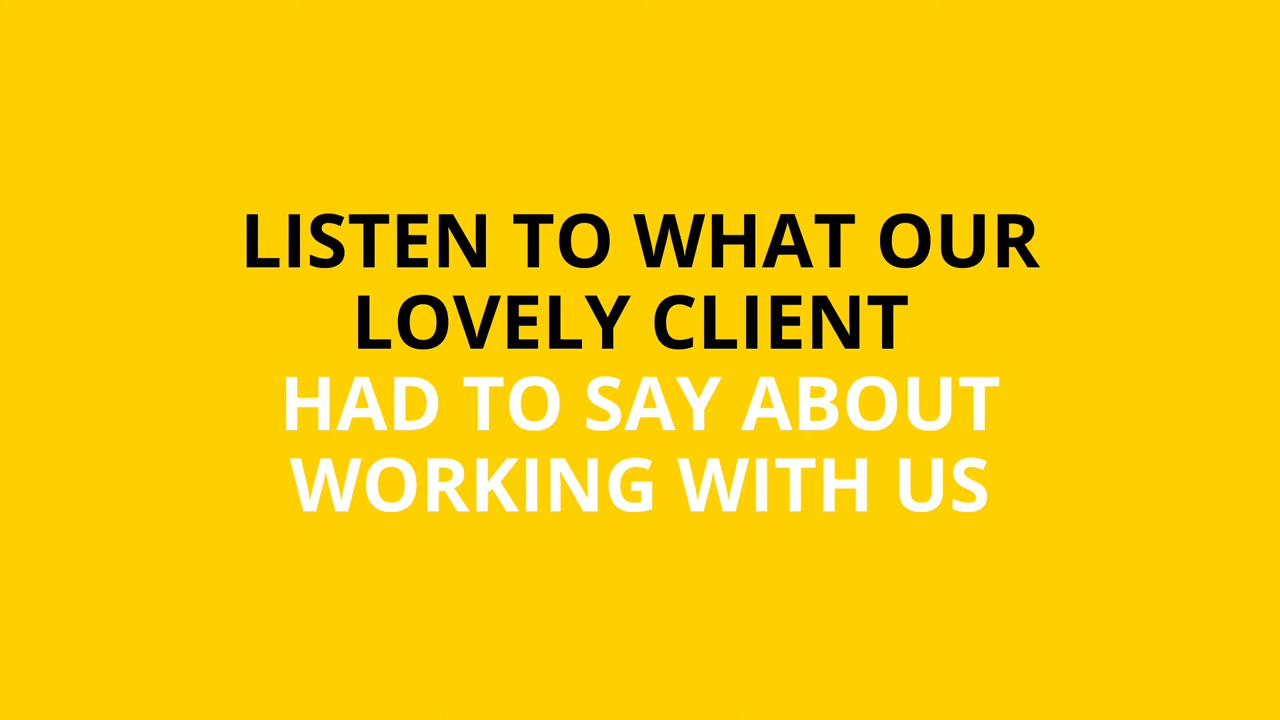 LISTEN TO WHAT OUR
LOVELY CLIENT
HAD TO SAY ABOUT
WORKING WITH US